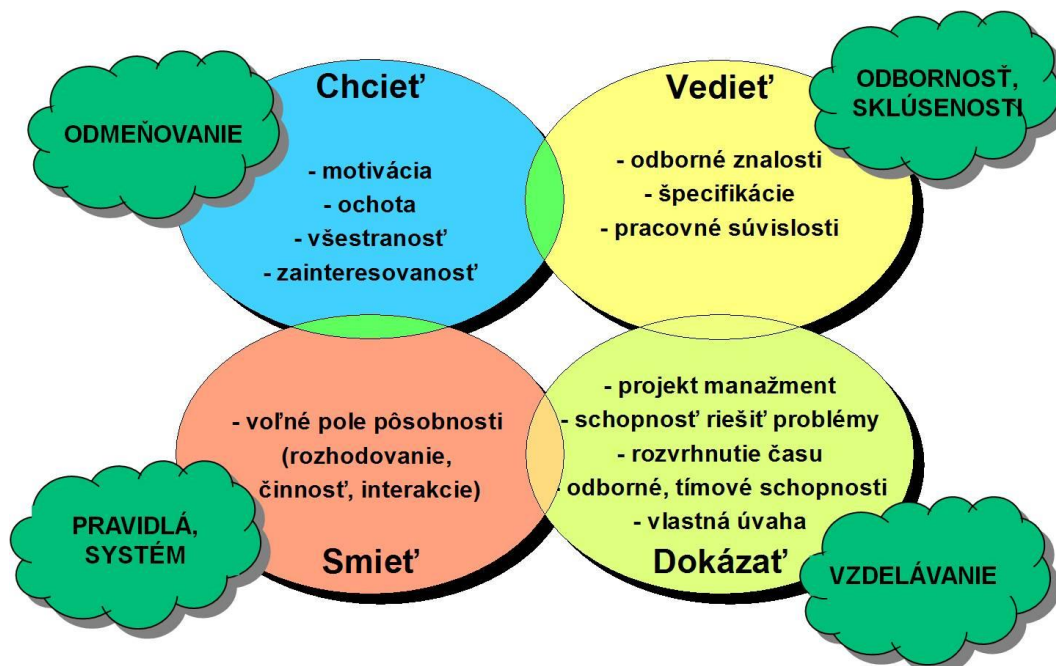 ODMEŇOVANIE
Chcieť
- motivácia
- ochota
- všestranosť
- zainteresovanosť
Vedieť
- odborné znalosti
- špecifikácie
- pracovné súvislosti
ODBORNOSŤ,
SKLÚSENOSTI
- voľné pole pôsobnosti
(rozhodovanie,
činnosť, interakcie)
Smieť
PRAVIDLÁ,
SYSTÉM
- projekt manažment
- schopnosť riešiť problémy
- rozvrhnutie času
- odborné, tímové schopnosti
- vlastná úvaha
Dokázať
VZDELÁVANIE